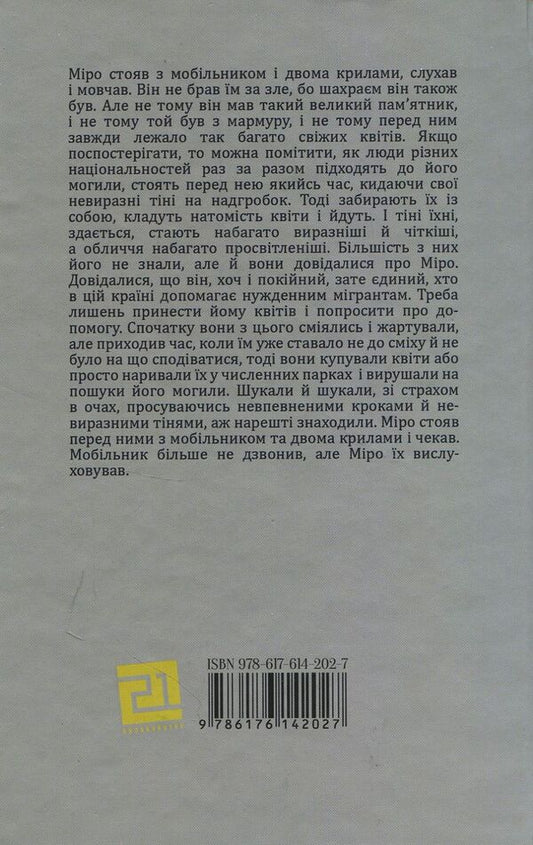 Міро стояв з мобільником і двома крилами, слухав
і мовчав. Він не брав їм за зле, бо шахраєм він також
був. Але не тому він мав такий великий пам’ятник,
і не тому той був з мармуру, і не тому перед ним
завжди лежало так багато свіжих квітів. Якщо
поспостерігати, то можна помітити, як люди різних
національностей раз за разом підходять до його
могили, стоять перед нею якийсь час, кидаючи свої
невиразні тіні на надгробок. Тоді забирають їх із
собою, кладуть натомість квіти і йдуть. І тіні їхні,
здається, стають набагато виразніші й чіткіші,
а обличчя набагато просвітленіші. Більшість з них
його не знали, але й вони довідалися про Міро.
Довідалися, що він, хоч і покійний, зате єдиний, хто
в цій країні допомагає нужденним мігрантам. Треба
лишень принести йому квітів і попросити про до-
помогу. Спочатку вони з цього сміялись і жартували,
але приходив час, коли їм уже ставало не до сміху й не
було на що сподіватися, тоді вони купували квіти або
просто наривали їх у численних парках і вирушали на
пошуки його могили. Шукали й шукали, зі страхом
в очах, просуваючись невпевненими кроками й не-
виразними тінями, аж нарешті знаходили. Міро стояв
перед ними з мобільником та двома крилами і чекав.
Мобільник більше не дзвонив, але Міро їх вислу-
ховував.
21
ISBN 978-617-614-202-7
9 786176 142027